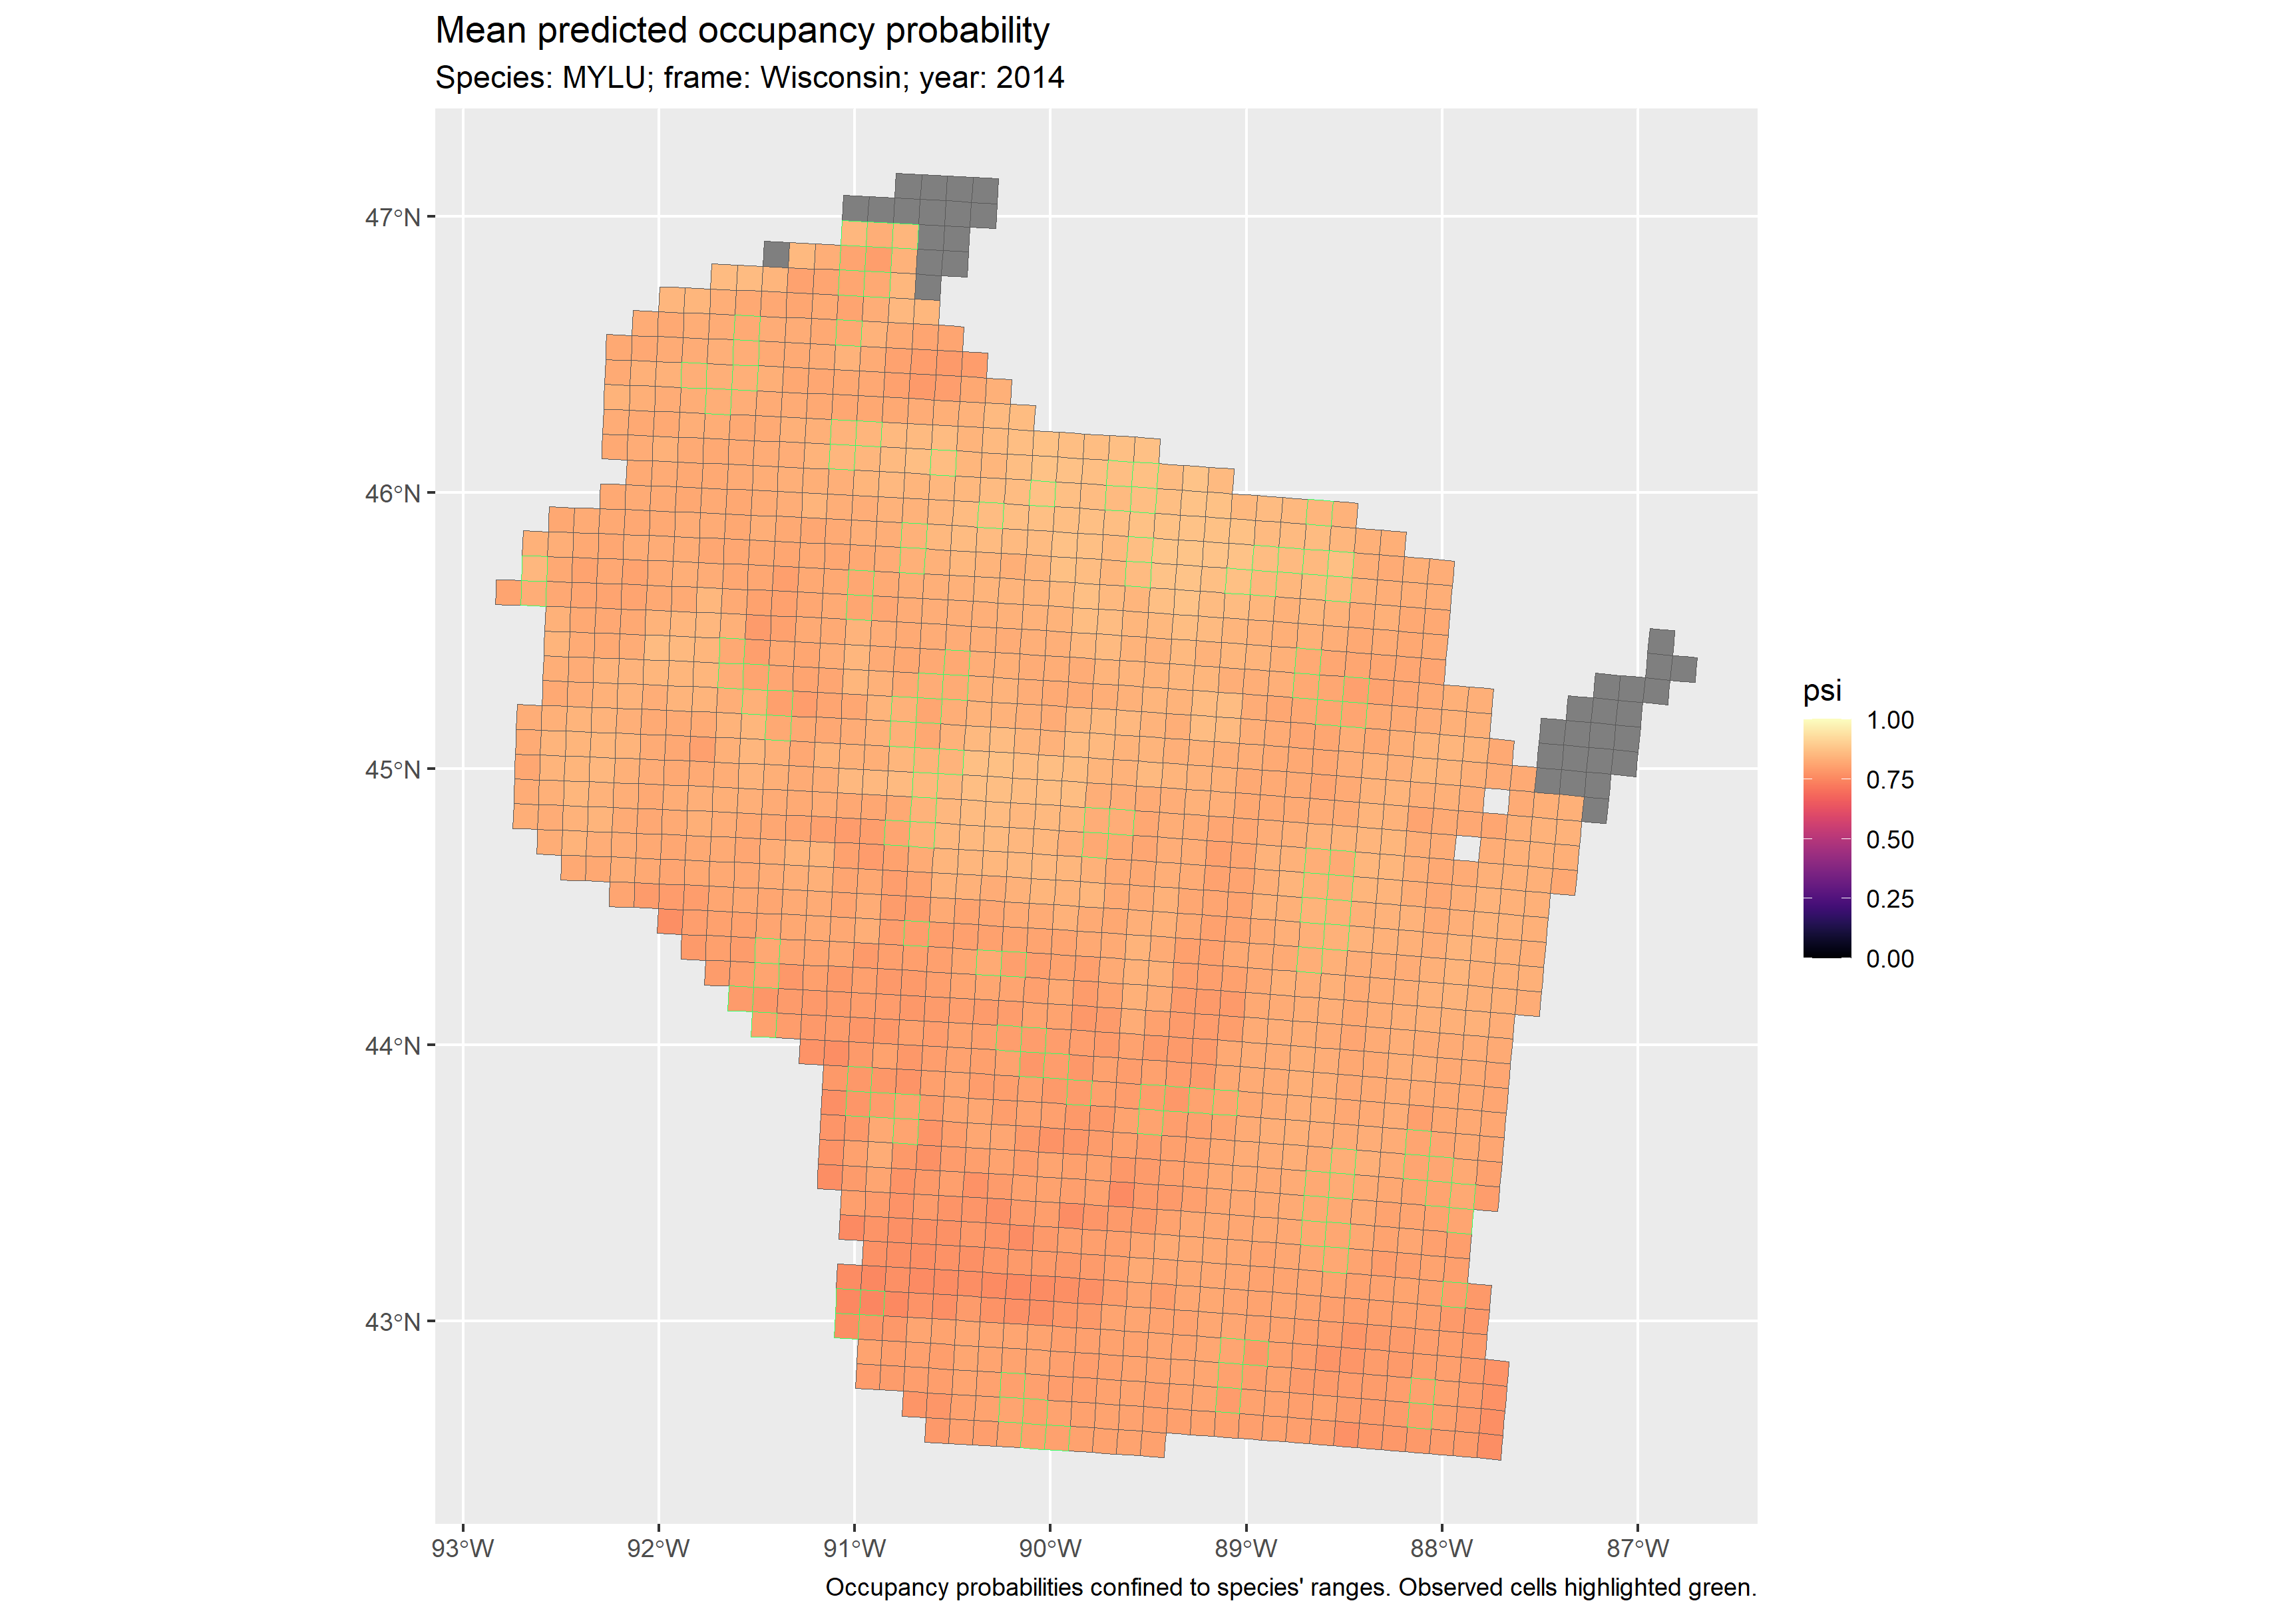 Mean predicted occupancy probability
Species: MYLU; frame: Wisconsin; year: 2014
47°N
46°N
45°N
44°N
43°N
93°W
92°W
91°W
90°W
89°W
88°W
87°W
psi
1.00
0.75
0.50
0.25
0.00
Occupancy probabilities confined to species' ranges. Observed cells highlighted green.